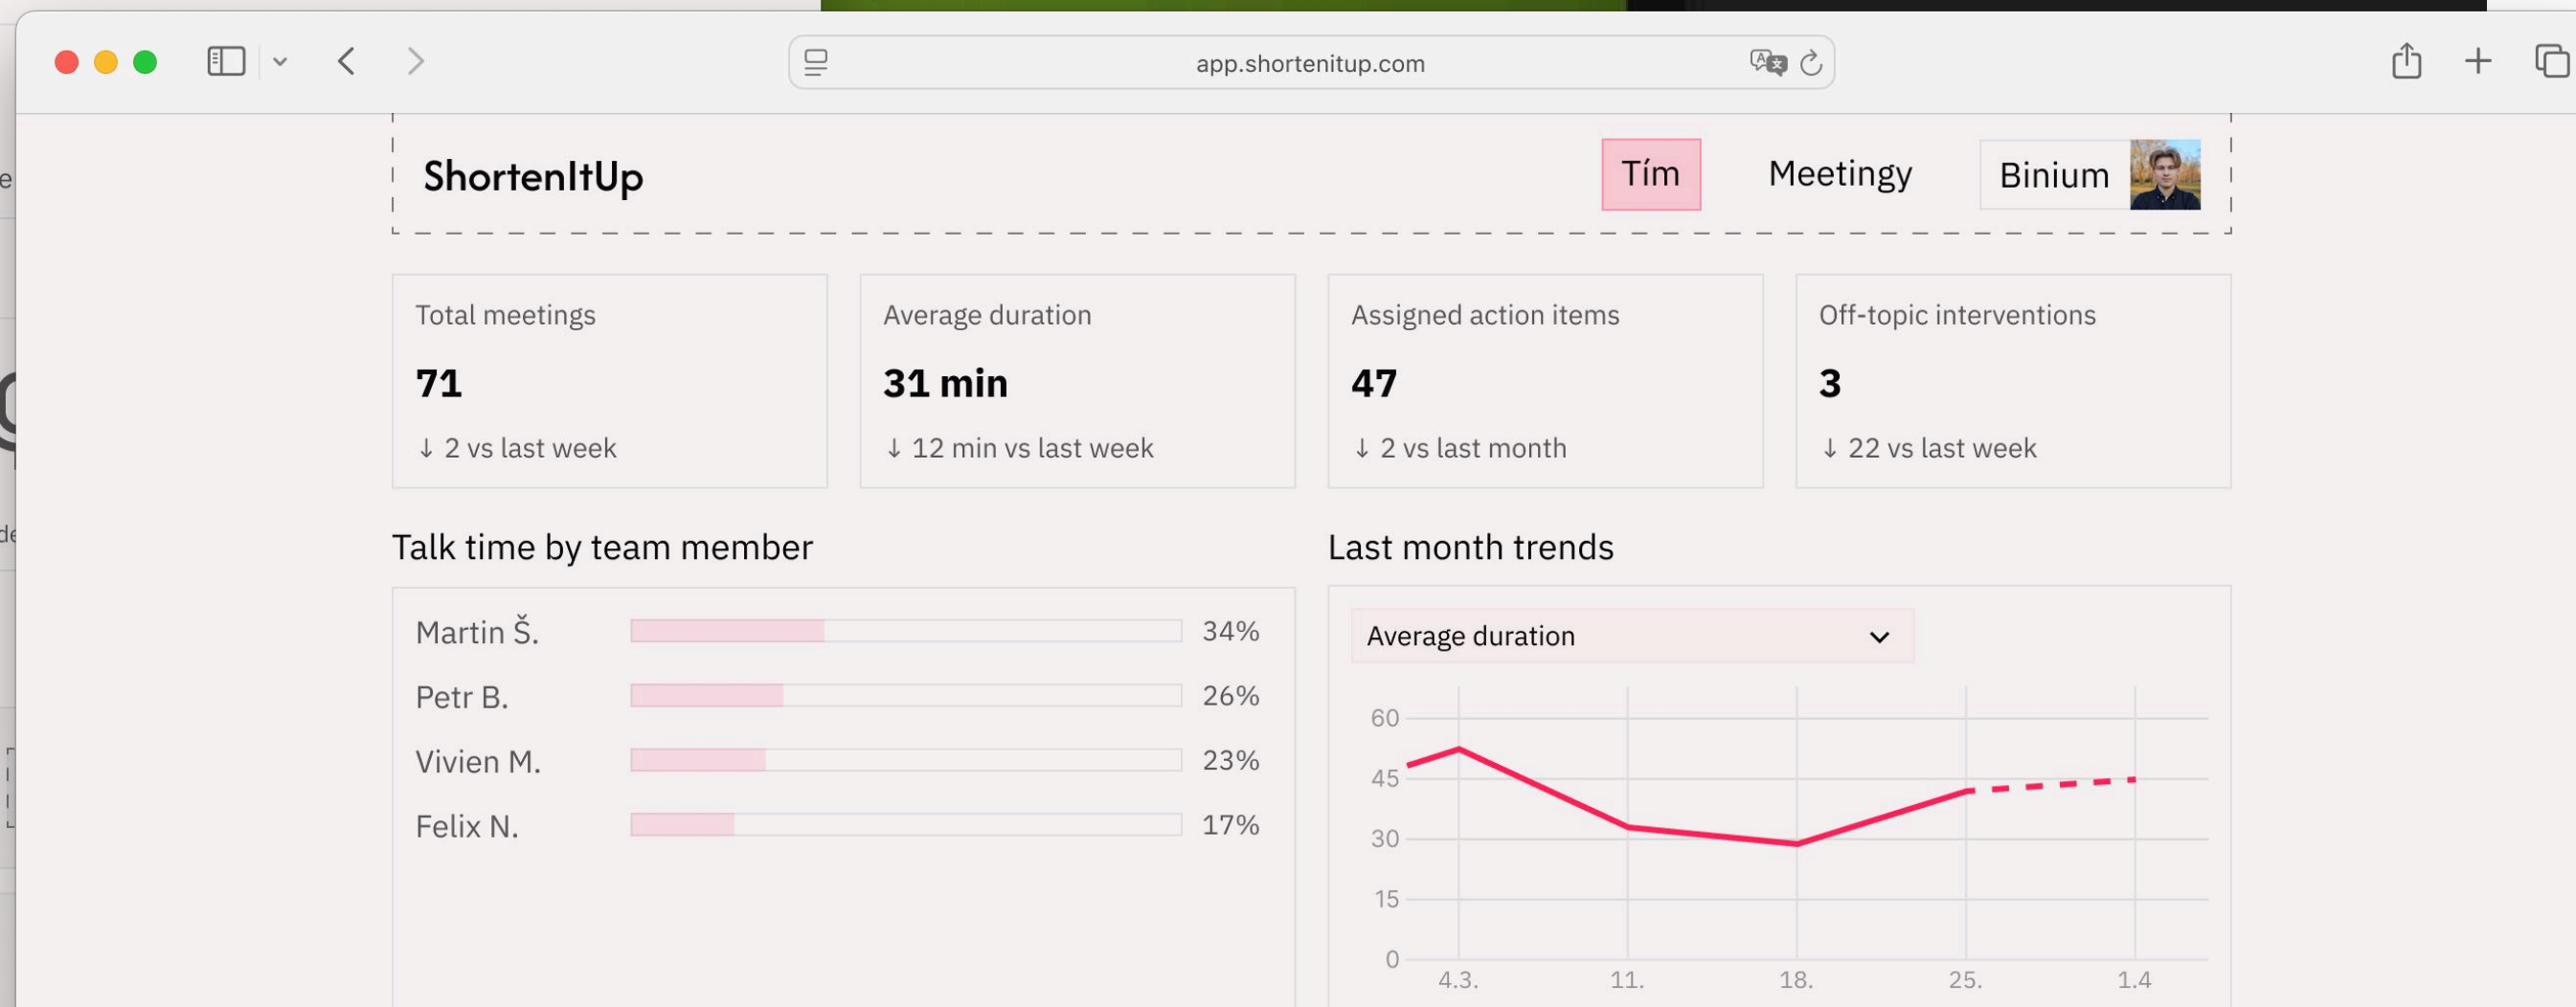 app.shortenitup.com
ShortenItUp
Tím
Meetingy
Binium
Total meetings
71
↓ 2 vs last week
Average duration
31 min
↓ 12 min vs last week
Assigned action items
47
↓ 2 vs last month
Off-topic interventions
3
↓ 22 vs last week
Talk time by team member
Martin Š. 34%
Petr B. 26%
Vivien M. 23%
Felix N. 17%
Last month trends
Average duration
60
45
30
15
0
4.3. 11. 18. 25. 1.4